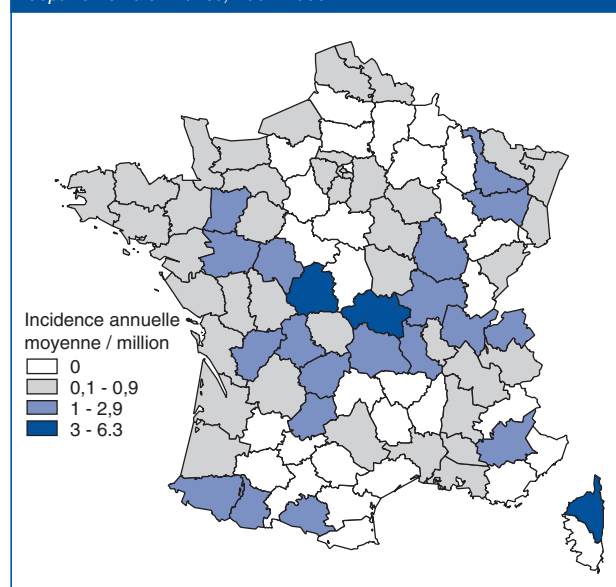 Incidence annuelle
moyenne / million
0
0,1 - 0,9
1 - 2,9
3 - 6.3